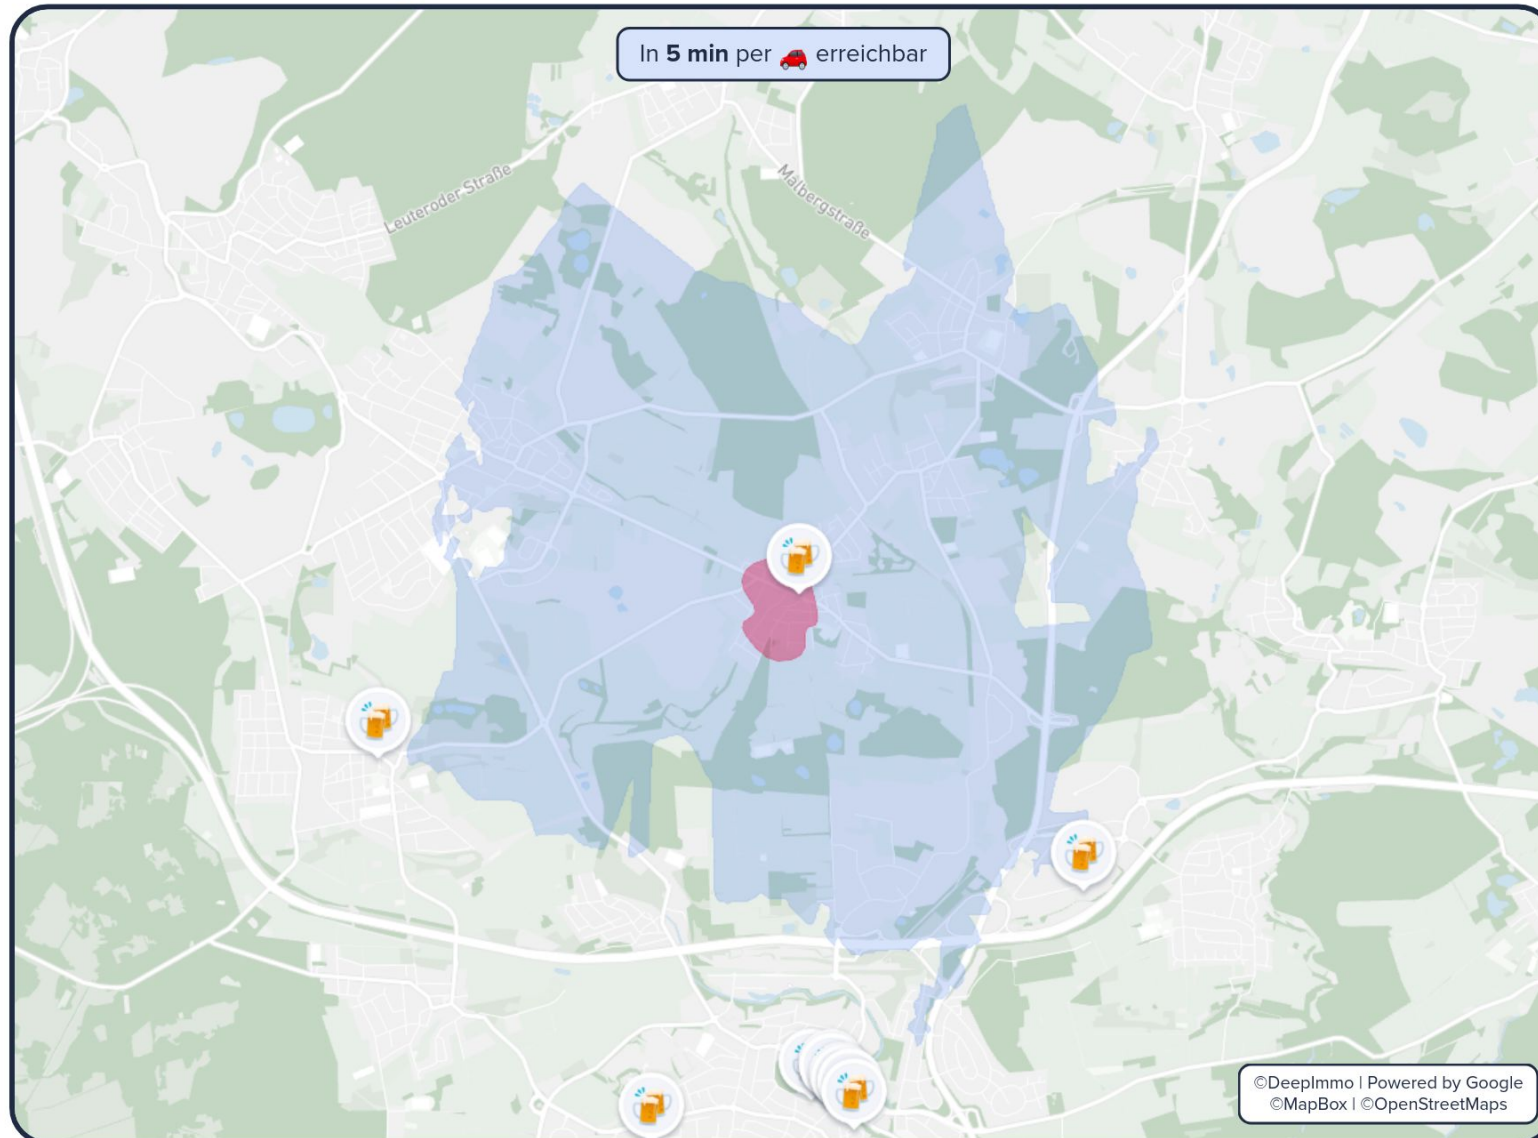 In 5 min per erreichbar
Leuteroder Straße
Malbergstraße
©DeepImmo | Powered by Google
©MapBox | ©OpenStreetMaps